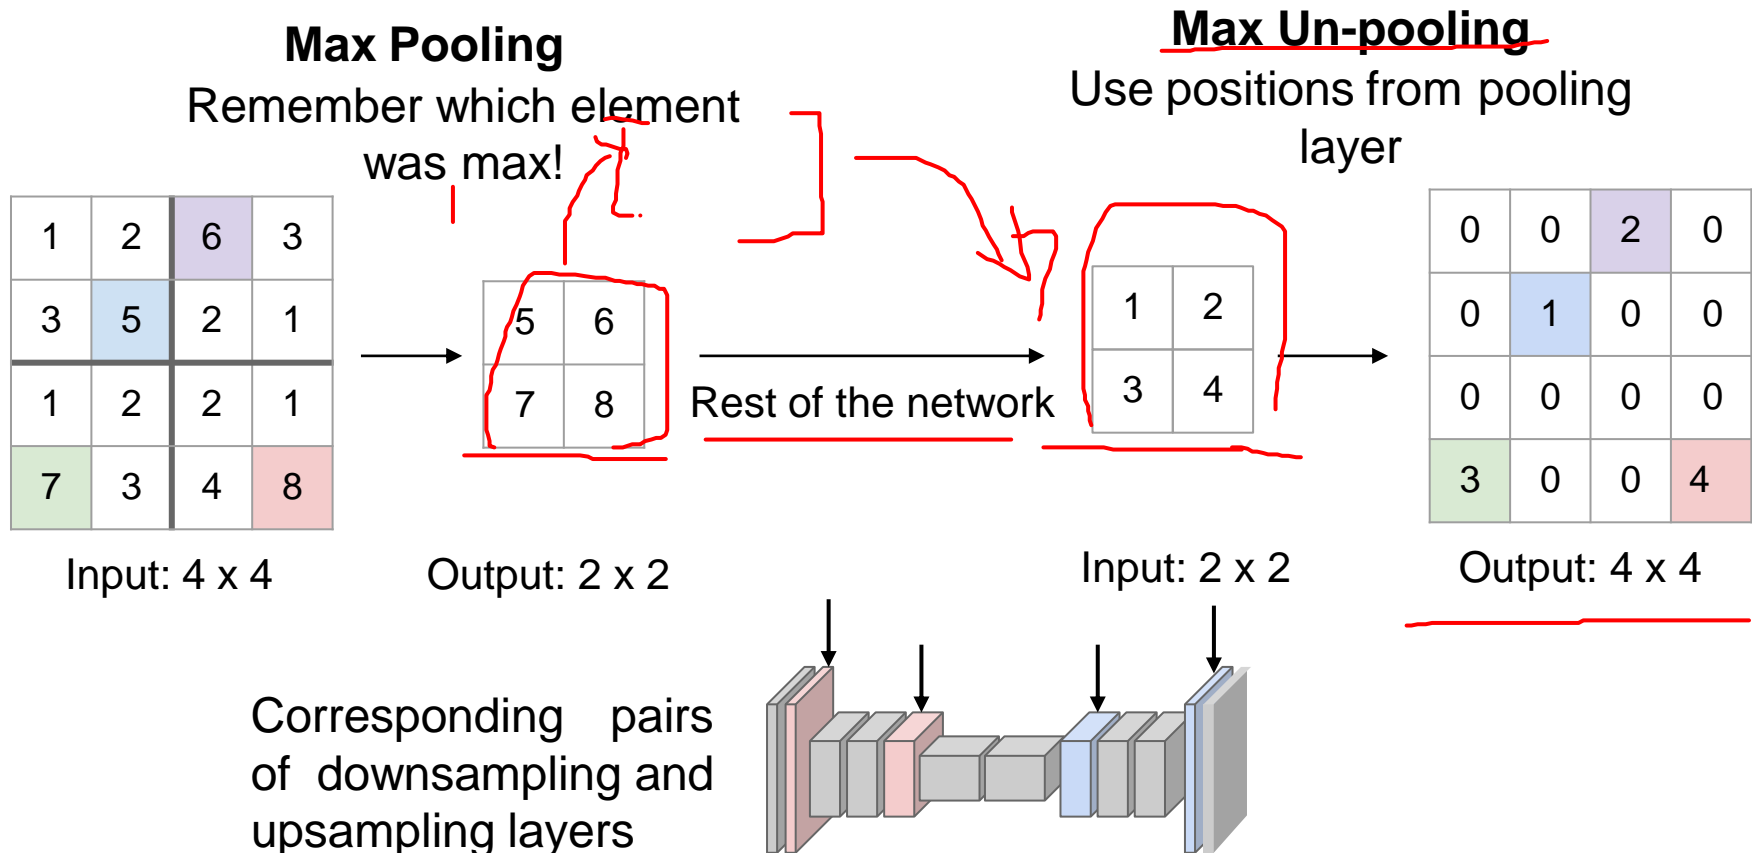 Max Pooling
Remember which element
was max!
1 2 6 3
3 5 2 1
1 2 2 1
7 3 4 8
Input: 4 x 4
5 6
7 8
Output: 2 x 2
Rest of the network
Max Un-pooling
Use positions from pooling
layer
1 2
3 4
Input: 2 x 2
0 0 2 0
0 1 0 0
0 0 0 0
3 0 0 4
Output: 4 x 4
Corresponding pairs
of downsampling and
upsampling layers